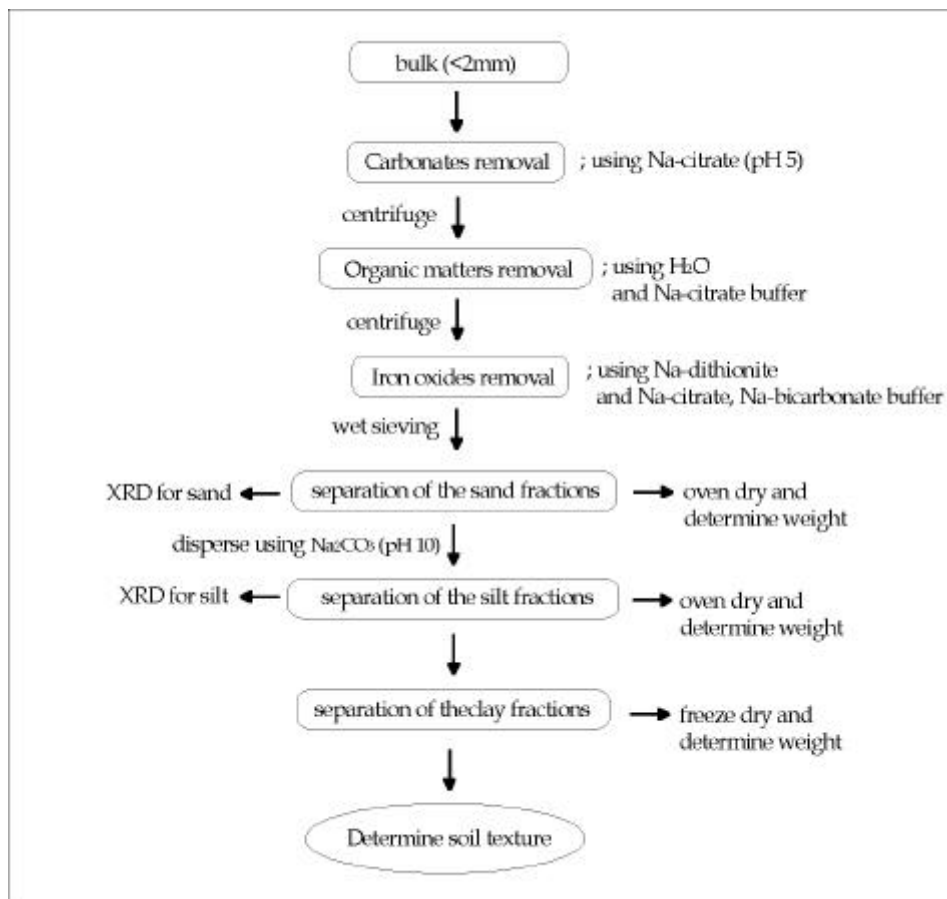 bulk (<2mm)
Carbonates removal ; using Na-citrate (pH 5)
centrifuge
Organic matters removal ; using H₂O
and Na-citrate buffer
centrifuge
Iron oxides removal ; using Na-dithionite
and Na-citrate, Na-bicarbonate buffer
wet sieving
XRD for sand separation of the sand fractions oven dry and
determine weight
disperse using Na₂CO₃ (pH 10)
XRD for silt separation of the silt fractions oven dry and
determine weight
separation of theclay fractions freeze dry and
determine weight
Determine soil texture